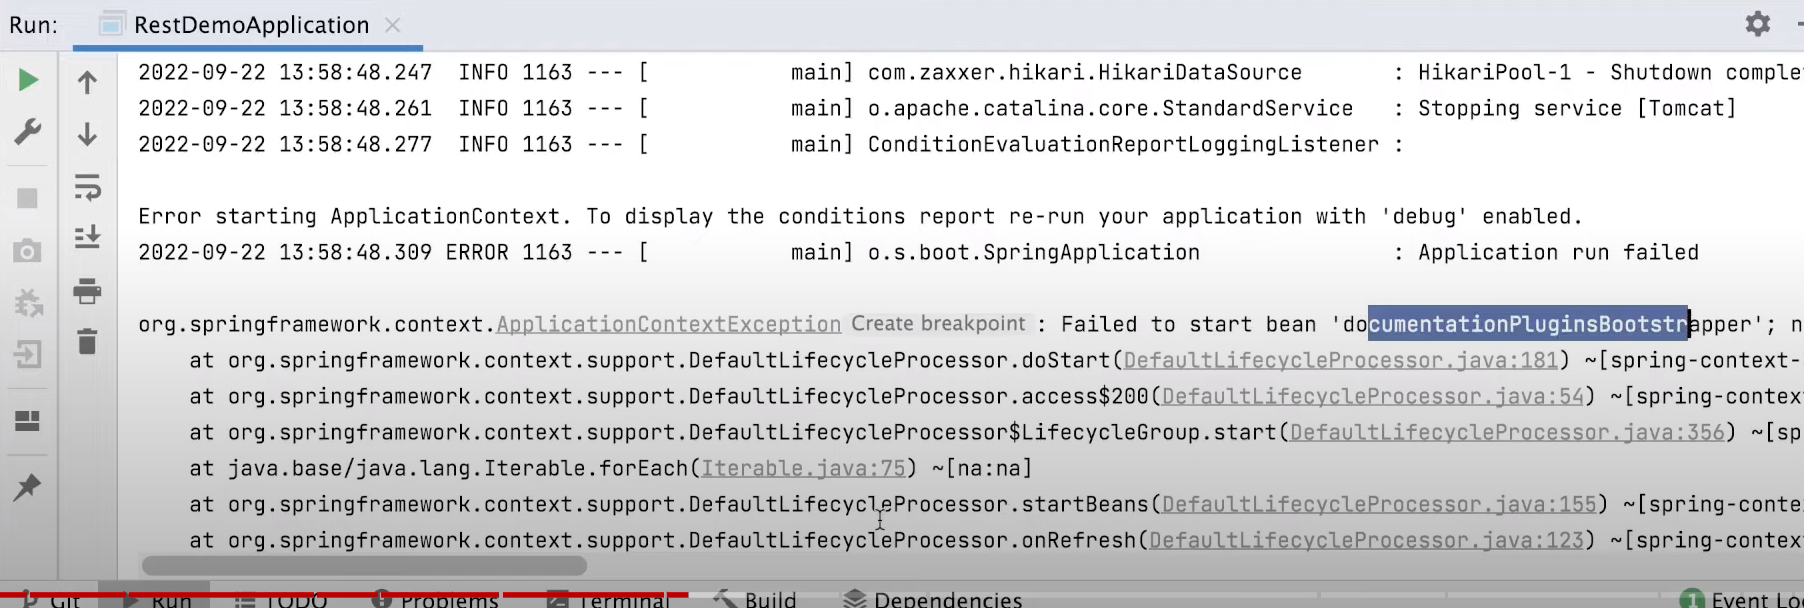 Run: RestDemoApplication
2022-09-22 13:58:48.247  INFO 1163 --- [           main] com.zaxxer.hikari.HikariDataSource       : HikariPool-1 - Shutdown comple
2022-09-22 13:58:48.261  INFO 1163 --- [           main] o.apache.catalina.core.StandardService   : Stopping service [Tomcat]
2022-09-22 13:58:48.277  INFO 1163 --- [           main] ConditionEvaluationReportLoggingListener :
Error starting ApplicationContext. To display the conditions report re-run your application with 'debug' enabled.
2022-09-22 13:58:48.309 ERROR 1163 --- [           main] o.s.boot.SpringApplication               : Application run failed
org.springframework.context.ApplicationContextException Create breakpoint : Failed to start bean 'documentationPluginsBootstrapper'; n
at org.springframework.context.support.DefaultLifecycleProcessor.doStart(DefaultLifecycleProcessor.java:181) ~[spring-context-
at org.springframework.context.support.DefaultLifecycleProcessor.access$200(DefaultLifecycleProcessor.java:54) ~[spring-contex
at org.springframework.context.support.DefaultLifecycleProcessor$LifecycleGroup.start(DefaultLifecycleProcessor.java:356) ~[sp
at java.base/java.lang.Iterable.forEach(Iterable.java:75) ~[na:na]
at org.springframework.context.support.DefaultLifecycleProcessor.startBeans(DefaultLifecycleProcessor.java:155) ~[spring-conte
at org.springframework.context.support.DefaultLifecycleProcessor.onRefresh(DefaultLifecycleProcessor.java:123) ~[spring-contex
Git Run TODO Problems Terminal Build Dependencies 1 Event Lo